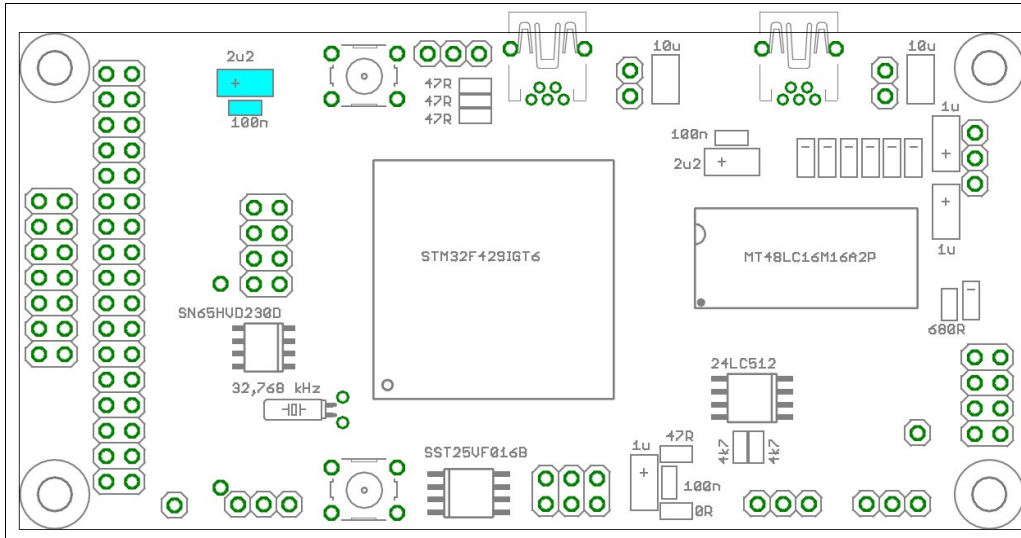 2u2
100n
47R
47R
47R
10u
10u
1u
100n
2u2
STM32F429IGT6
MT48LC16M16A2P
1u
SN65HVD230D
680R
32,768 kHz
24LC512
SST25VF016B
1u
47R
4k7
4k7
100n
0R